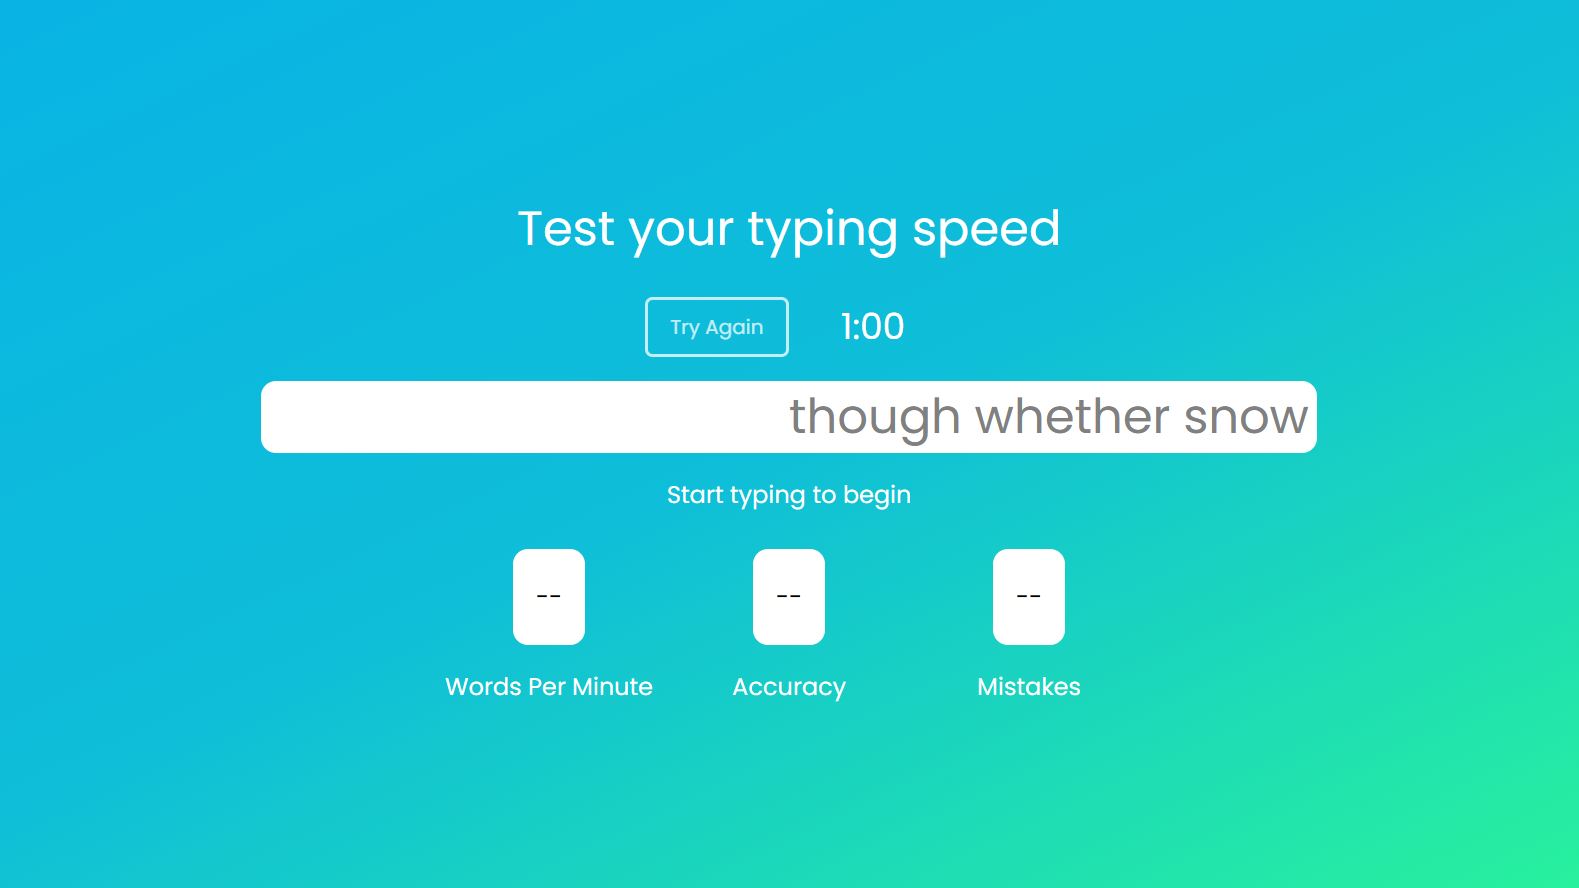 Test your typing speed
Try Again 1:00
though whether snow
Start typing to begin
-- -- --
Words Per Minute Accuracy Mistakes